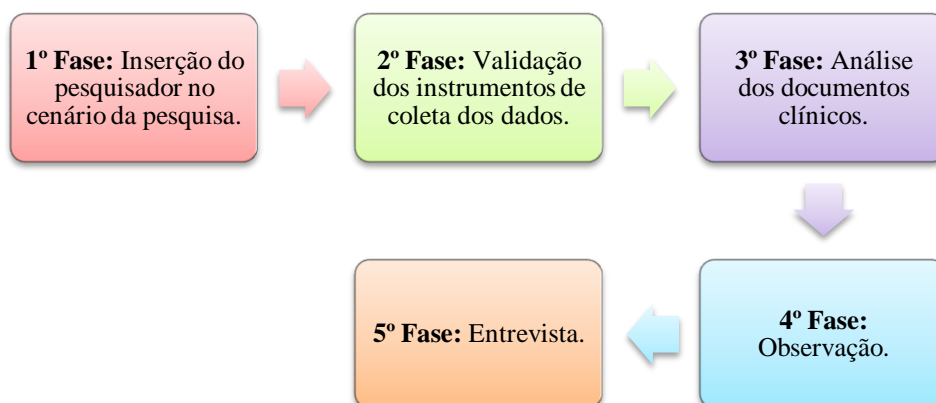 1º Fase: Inserção do
pesquisador no
cenário da pesquisa.
2º Fase: Validação
dos instrumentos de
coleta dos dados.
3º Fase: Análise
dos documentos
clínicos.
4º Fase:
Observação.
5º Fase: Entrevista.